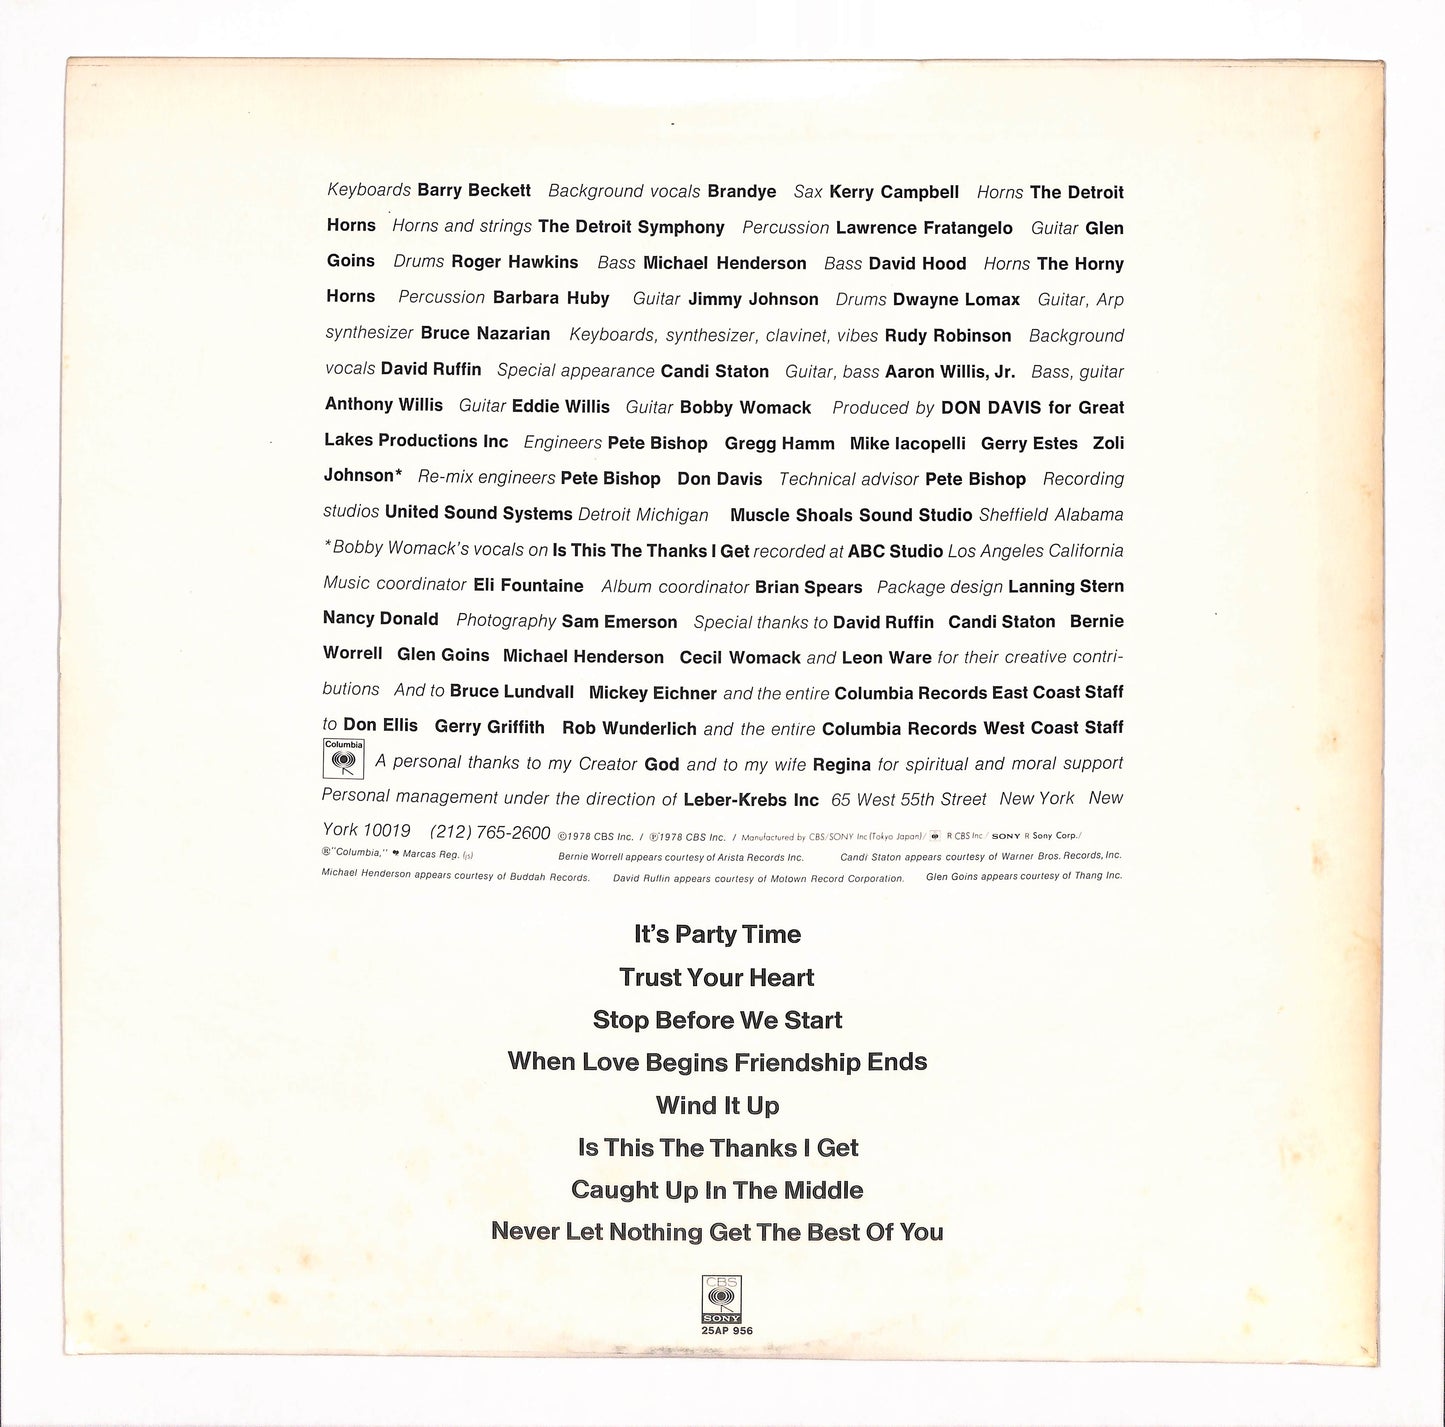 Keyboards Barry Beckett Background vocals Brandye Sax Kerry Campbell Horns The Detroit
Horns Horns and strings The Detroit Symphony Percussion Lawrence Fratangelo Guitar Glen
Goins Drums Roger Hawkins Bass Michael Henderson Bass David Hood Horns The Horny
Horns Percussion Barbara Huby Guitar Jimmy Johnson Drums Dwayne Lomax Guitar, Arp
synthesizer Bruce Nazarian Keyboards, synthesizer, clavinet, vibes Rudy Robinson Background
vocals David Ruffin Special appearance Candi Staton Guitar, bass Aaron Willis, Jr. Bass, guitar
Anthony Willis Guitar Eddie Willis Guitar Bobby Womack Produced by DON DAVIS for Great
Lakes Productions Inc Engineers Pete Bishop Gregg Hamm Mike Iacopelli Gerry Estes Zoli
Johnson* Re-mix engineers Pete Bishop Don Davis Technical advisor Pete Bishop Recording
studios United Sound Systems Detroit Michigan Muscle Shoals Sound Studio Sheffield Alabama
*Bobby Womack's vocals on Is This The Thanks I Get recorded at ABC Studio Los Angeles California
Music coordinator Eli Fountaine Album coordinator Brian Spears Package design Lanning Stern
Nancy Donald Photography Sam Emerson Special thanks to David Ruffin Candi Staton Bernie
Worrell Glen Goins Michael Henderson Cecil Womack and Leon Ware for their creative contri-
butions And to Bruce Lundvall Mickey Eichner and the entire Columbia Records East Coast Staff
to Don Ellis Gerry Griffith Rob Wunderlich and the entire Columbia Records West Coast Staff
Columbia A personal thanks to my Creator God and to my wife Regina for spiritual and moral support
Personal management under the direction of Leber-Krebs Inc 65 West 55th Street New York New
York 10019 (212) 765-2600 ©1978 CBS Inc. / ℗1978 CBS Inc. / Manufactured by CBS/SONY Inc (Tokyo Japan)/ R CBS Inc/ SONY R Sony Corp./
®"Columbia," Marcas Reg. Bernie Worrell appears courtesy of Arista Records Inc. Candi Staton appears courtesy of Warner Bros. Records, Inc.
Michael Henderson appears courtesy of Buddah Records. David Ruffin appears courtesy of Motown Record Corporation. Glen Goins appears courtesy of Thang Inc.
It's Party Time
Trust Your Heart
Stop Before We Start
When Love Begins Friendship Ends
Wind It Up
Is This The Thanks I Get
Caught Up In The Middle
Never Let Nothing Get The Best Of You
CBS
SONY
25AP 956